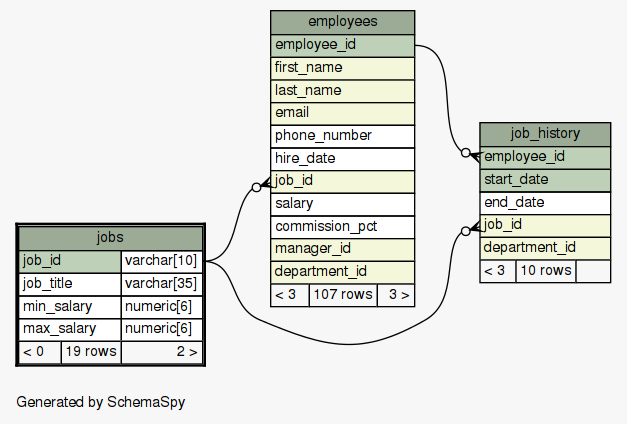 employees
employee_id
first_name
last_name
email
phone_number
hire_date
job_id
salary
commission_pct
manager_id
department_id
< 3 107 rows 3 >
job_history
employee_id
start_date
end_date
job_id
department_id
< 3 10 rows
jobs
job_id varchar[10]
job_title varchar[35]
min_salary numeric[6]
max_salary numeric[6]
< 0 19 rows 2 >
Generated by SchemaSpy